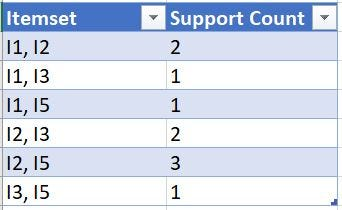 Itemset Support Count
I1, I2 2
I1, I3 1
I1, I5 1
I2, I3 2
I2, I5 3
I3, I5 1